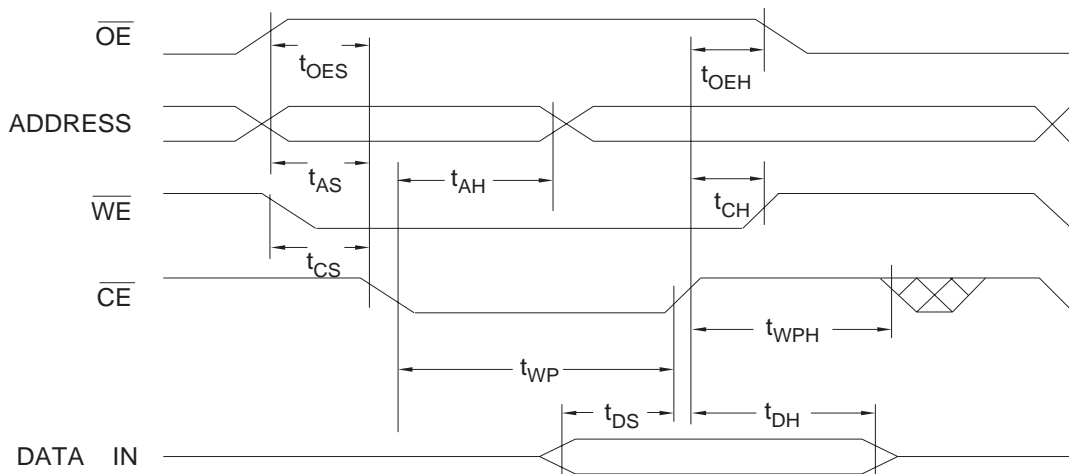 OE
tOES
tOEH
ADDRESS
tAS
tAH
WE
tCH
tCS
CE
tWPH
tWP
tDS
tDH
DATA IN